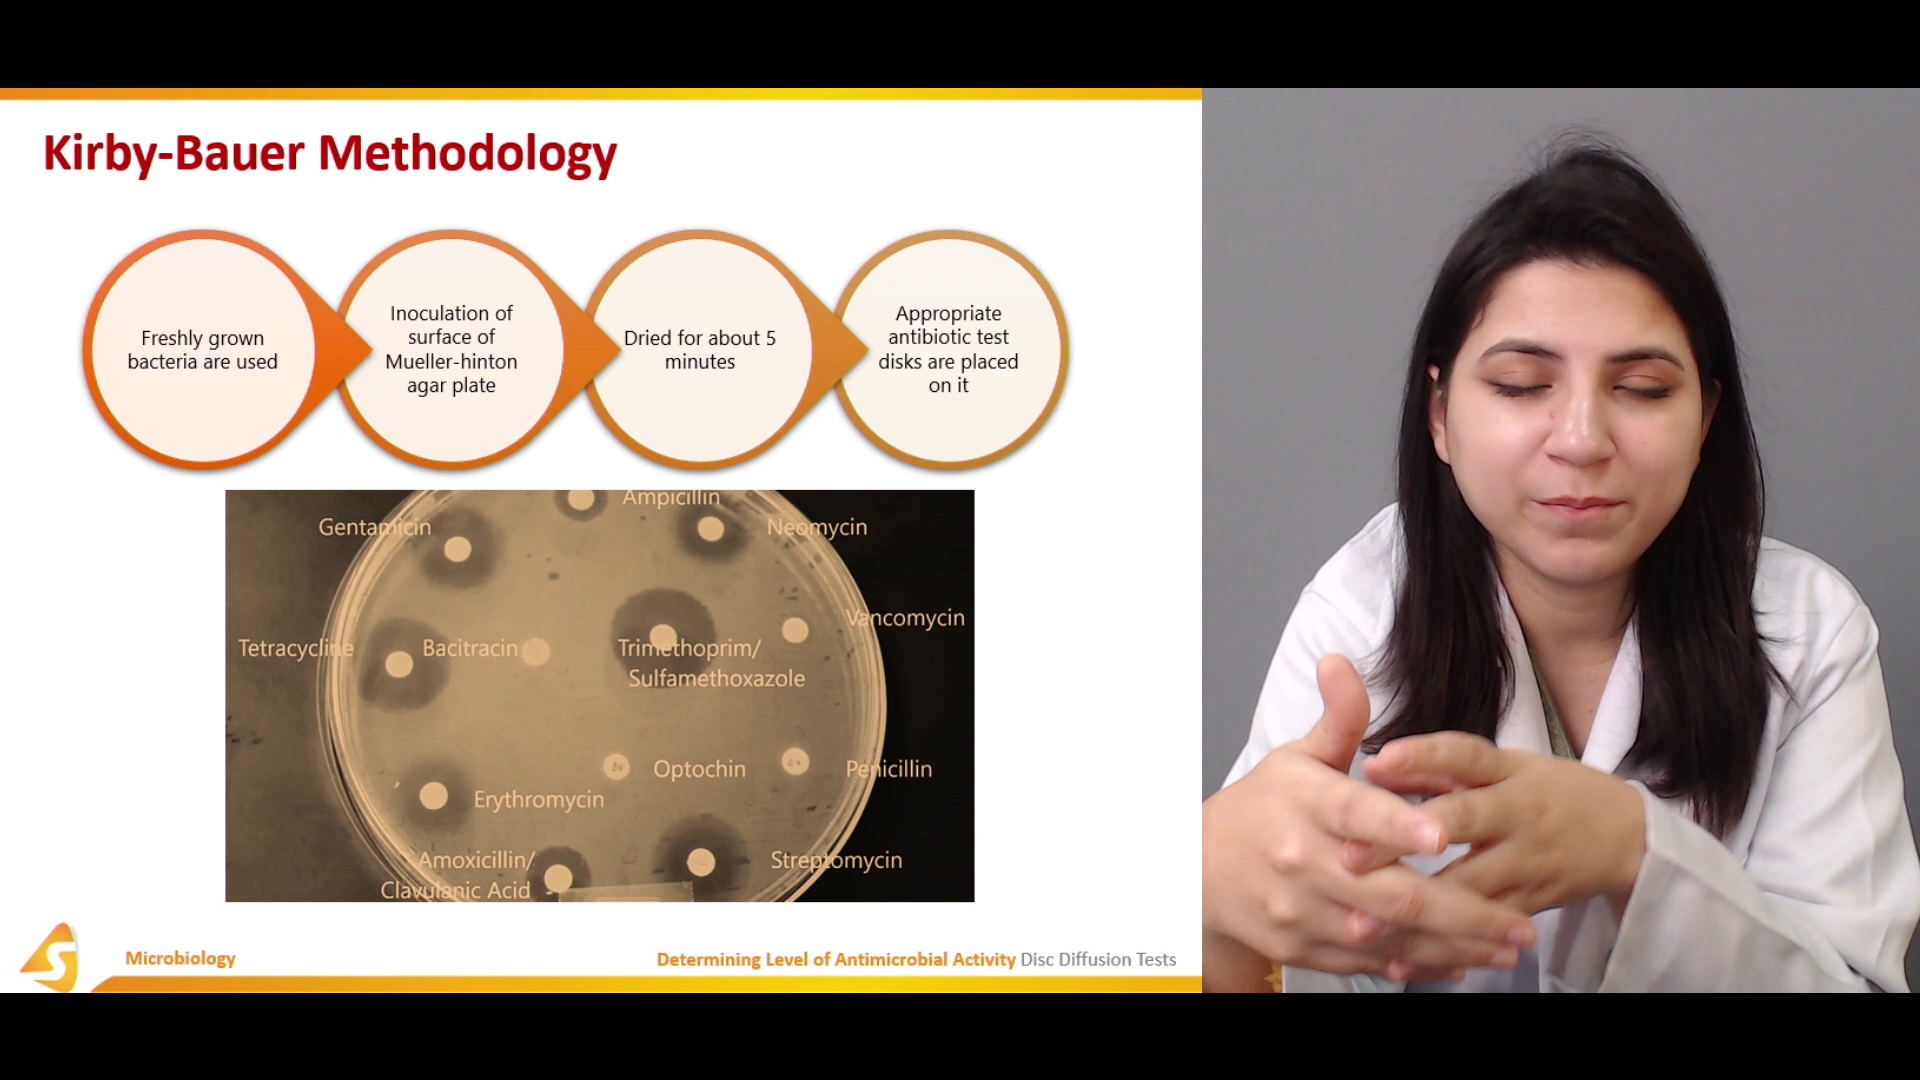 Kirby-Bauer Methodology
Freshly grown
bacteria are used
Inoculation of
surface of
Mueller-hinton
agar plate
Dried for about 5
minutes
Appropriate
antibiotic test
disks are placed
on it
Ampicillin
Gentamicin
Neomycin
Vancomycin
Tetracycline
Bacitracin
Trimethoprim/
Sulfamethoxazole
Optochin
Penicillin
Erythromycin
Amoxicillin/
Clavulanic Acid
Streptomycin
S
Microbiology
Determining Level of Antimicrobial Activity Disc Diffusion Tests